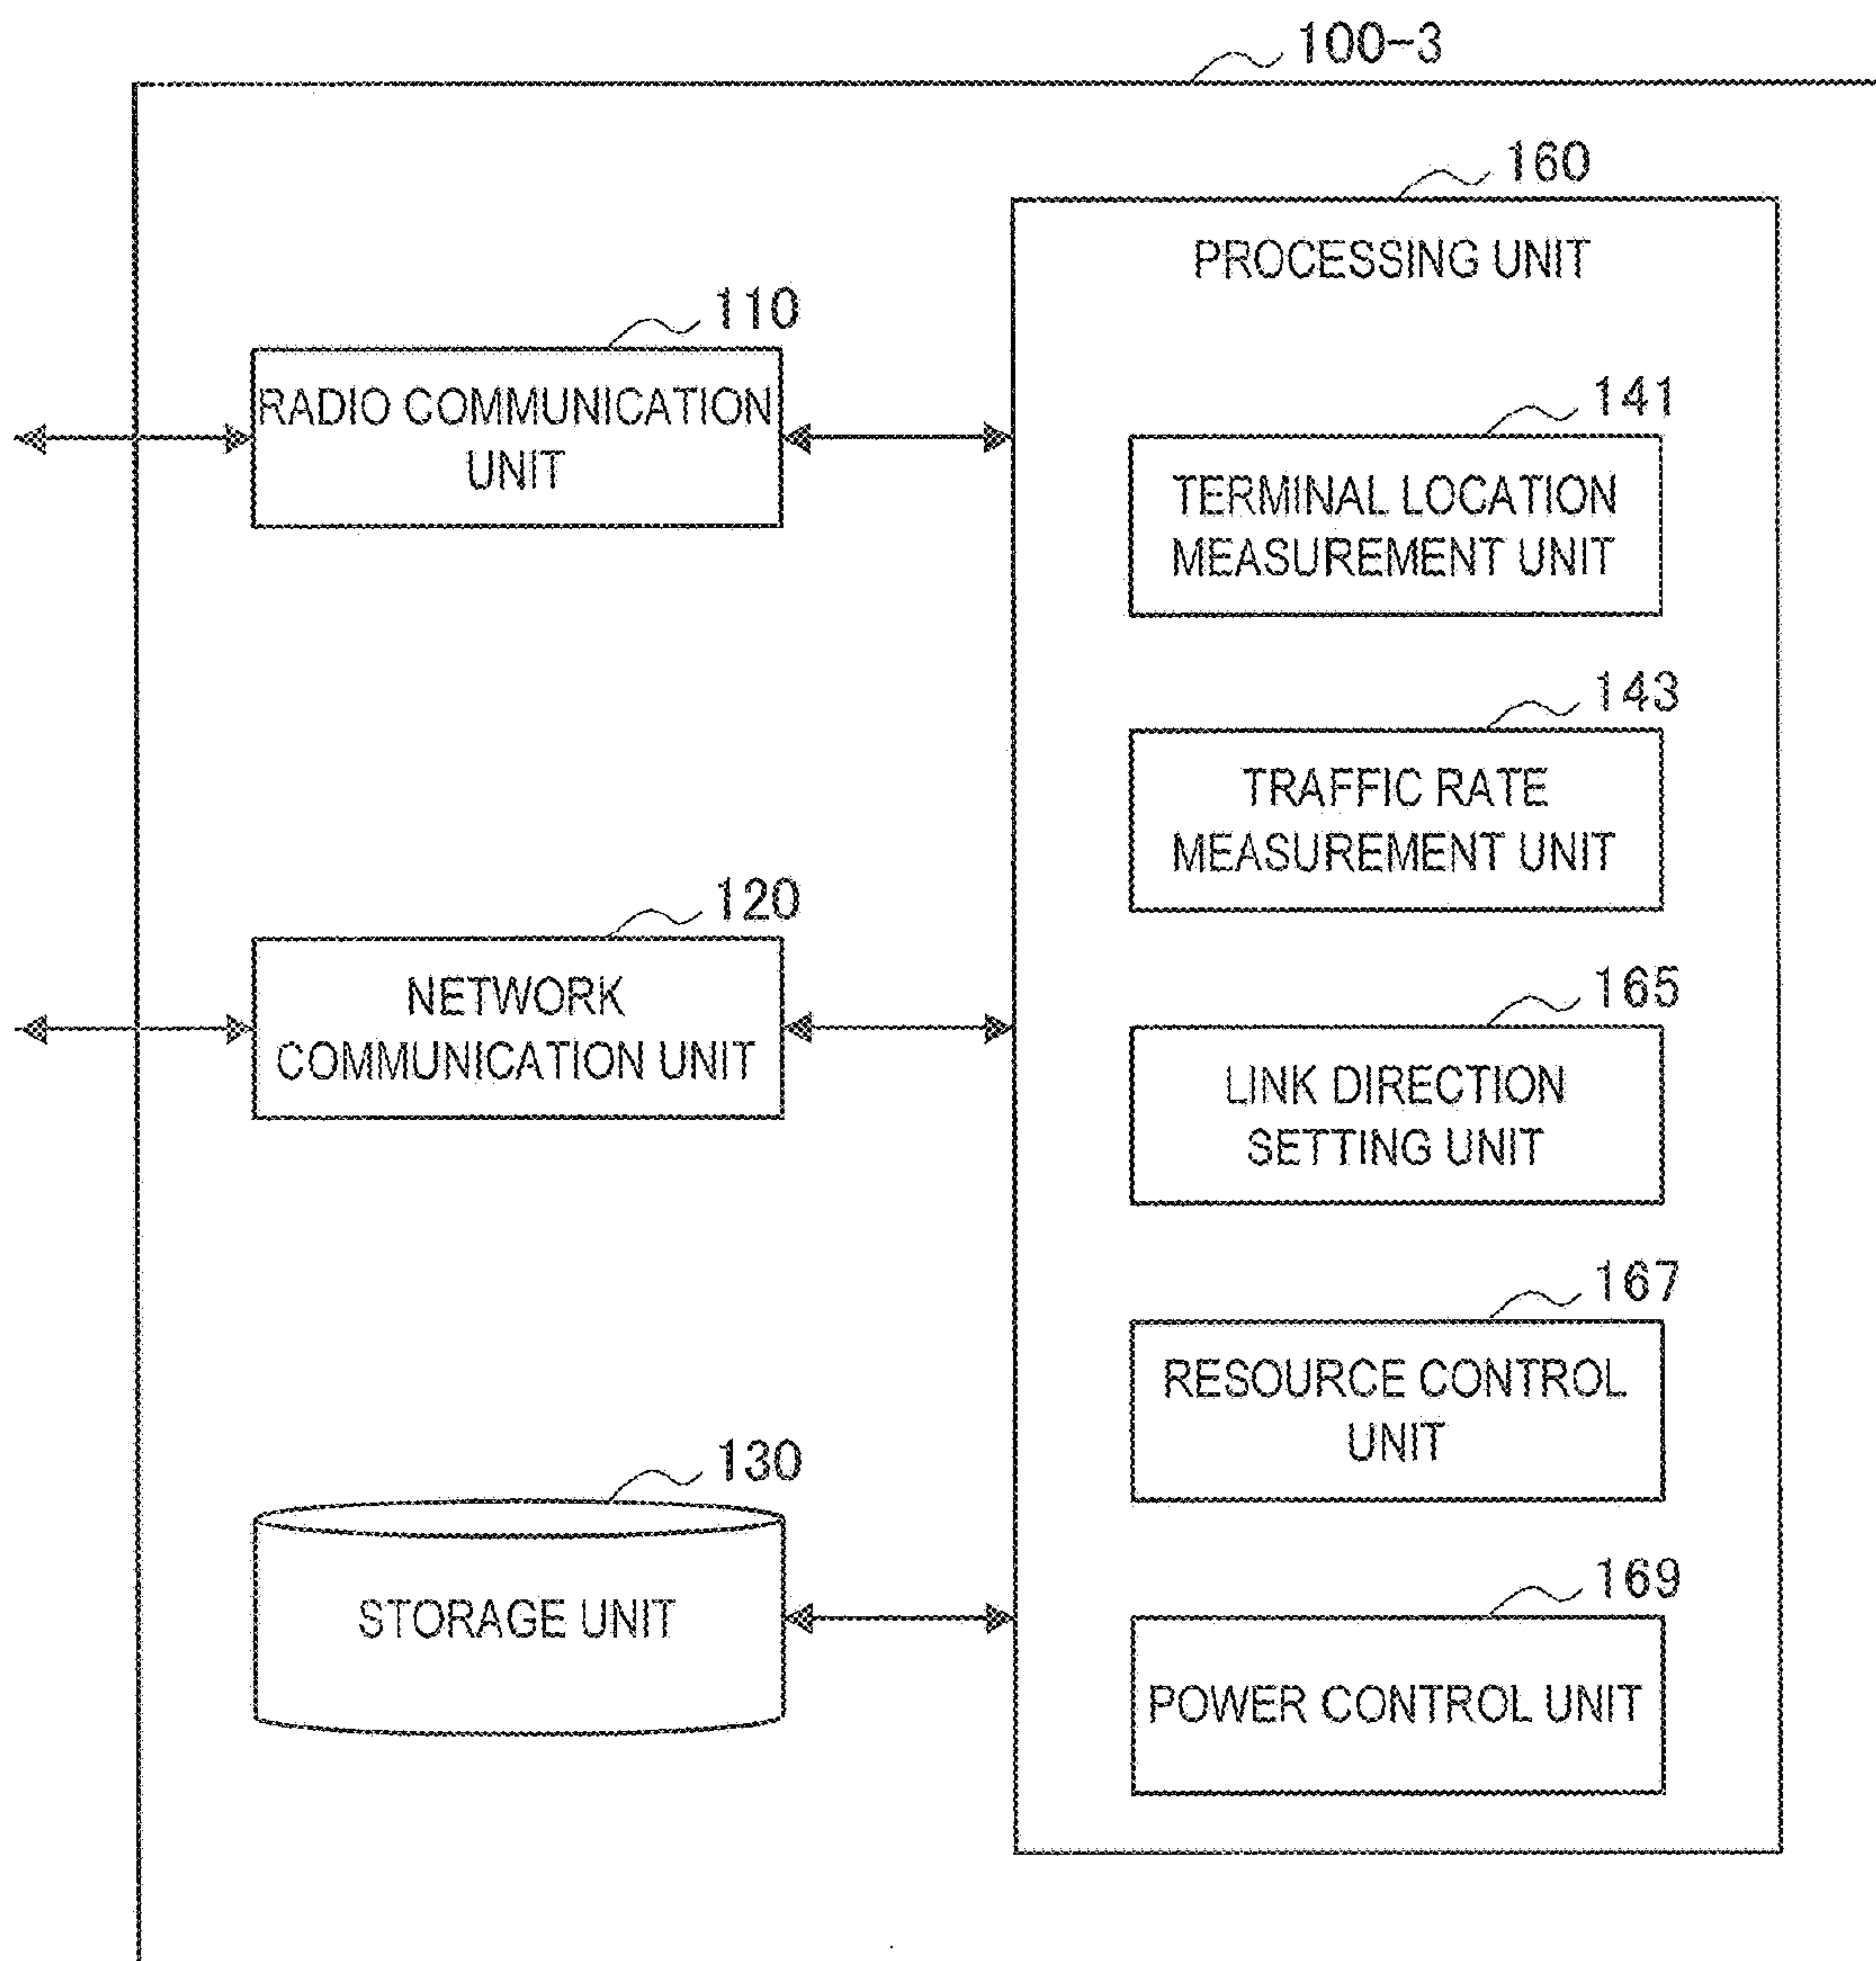 100-3
160
PROCESSING UNIT
110
RADIO COMMUNICATION
UNIT
141
TERMINAL LOCATION
MEASUREMENT UNIT
143
TRAFFIC RATE
MEASUREMENT UNIT
120
NETWORK
COMMUNICATION UNIT
165
LINK DIRECTION
SETTING UNIT
167
RESOURCE CONTROL
UNIT
130
STORAGE UNIT
169
POWER CONTROL UNIT